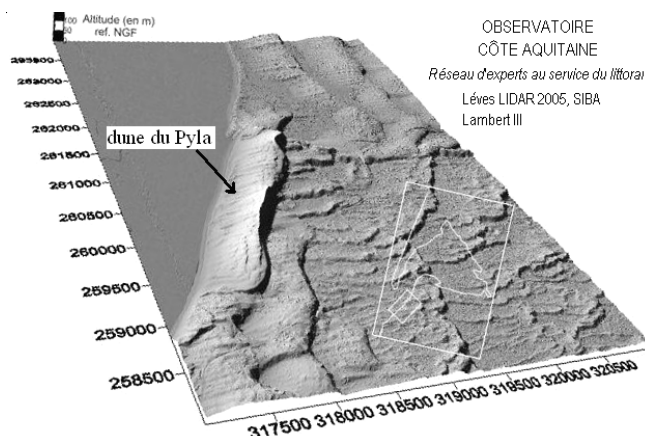 100 Altitude (en m)
50 ref. NGF
OBSERVATOIRE
CÔTE AQUITAINE
Réseau d'experts au service du littoral
Léves LIDAR 2005, SIBA
Lambert III
dune du Pyla
262500
262000
261500
261000
260500
260000
259500
259000
258500
317500 318000 318500 319000 319500 320000 320500